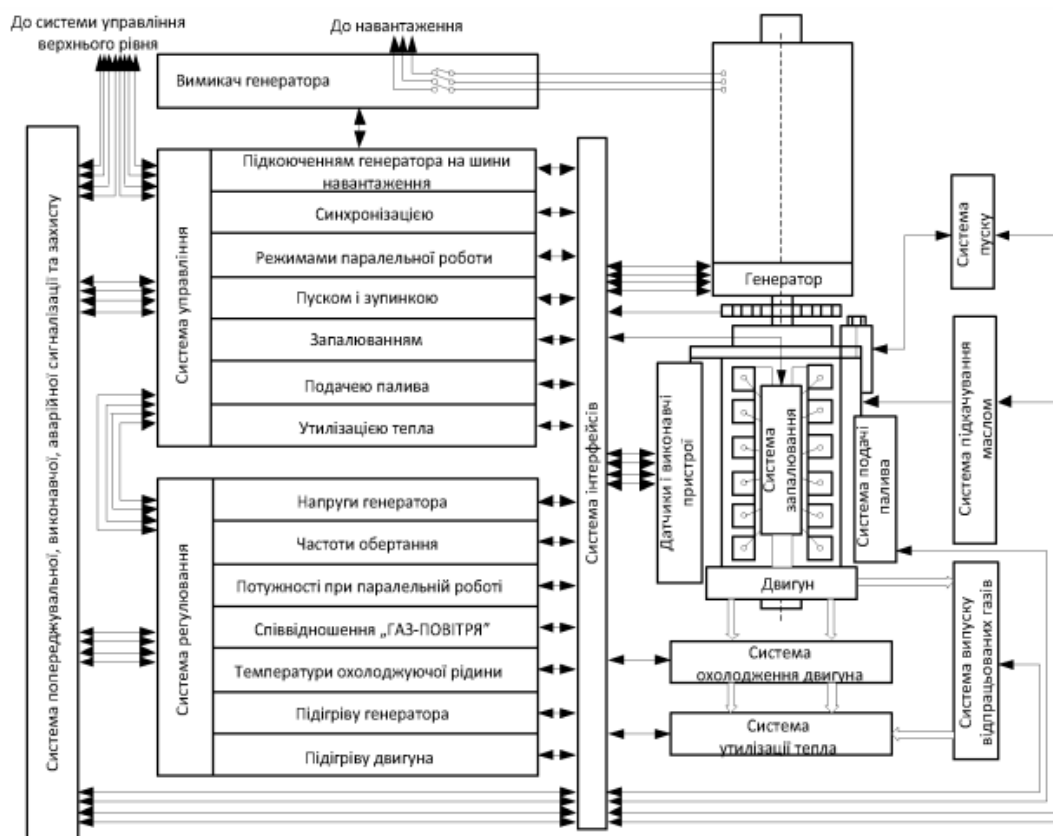 До системи управління
верхнього рівня
До навантаження
Вимикач генератора
Система попереджувальної, виконавчої, аварійної сигналізації та захисту
Система управління
Підкоюченням генератора на шини
навантаження
Синхронізацією
Режимами паралельної роботи
Пуском і зупинкою
Запалюванням
Подачею палива
Утилізацією тепла
Система регулювання
Напруги генератора
Частоти обертання
Потужності при паралельній роботі
Співвідношення „ГАЗ-ПОВІТРЯ”
Температури охолоджуючої рідини
Підігріву генератора
Підігріву двигуна
Система інтерфейсів
Генератор
Датчики і виконавчі
пристрої
Система
запалювання
Система подачі
палива
Двигун
Система
охолодження двигуна
Система
утилізації тепла
Система
пуску
Система підкачування
маслом
Система випуску
відпрацьованих газів